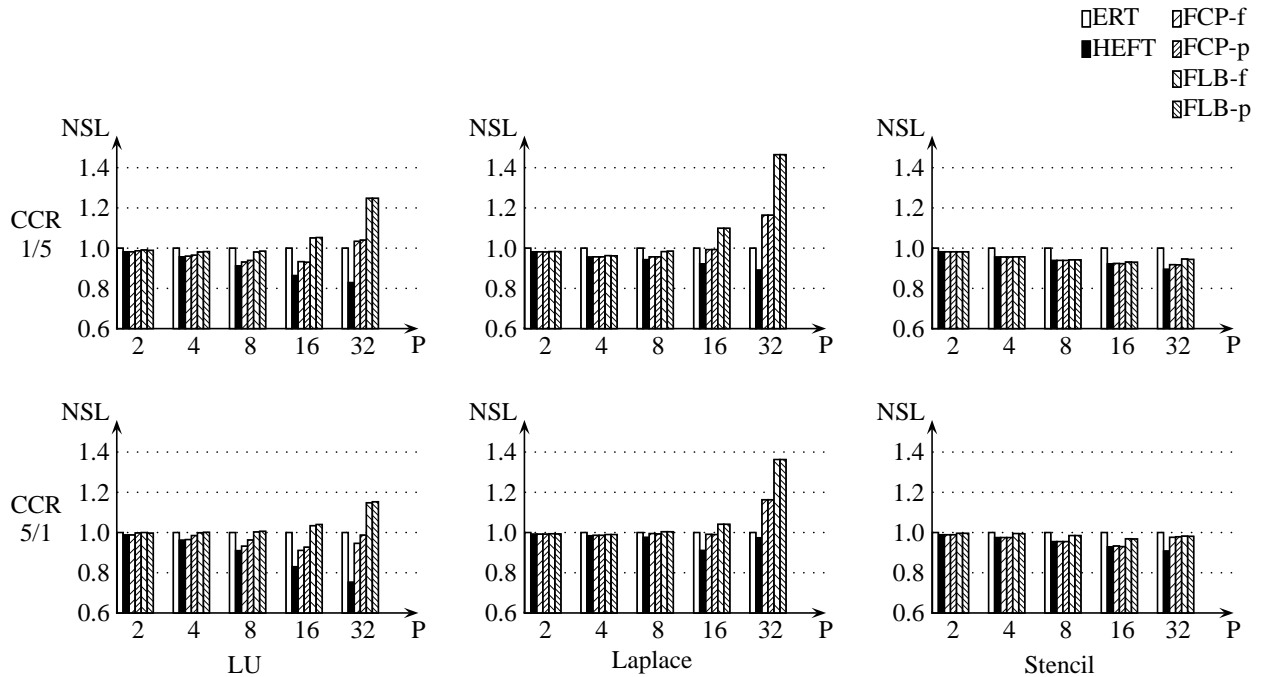 ERT FCP-f
HEFT FCP-p
FLB-f
FLB-p
NSL NSL NSL
1.4 1.4 1.4
1.2 1.2 1.2
CCR
1/5
1.0 1.0 1.0
0.8 0.8 0.8
0.6 0.6 0.6
2 4 8 16 32 P 2 4 8 16 32 P 2 4 8 16 32 P
NSL NSL NSL
1.4 1.4 1.4
1.2 1.2 1.2
CCR
5/1
1.0 1.0 1.0
0.8 0.8 0.8
0.6 0.6 0.6
2 4 8 16 32 P 2 4 8 16 32 P 2 4 8 16 32 P
LU Laplace Stencil